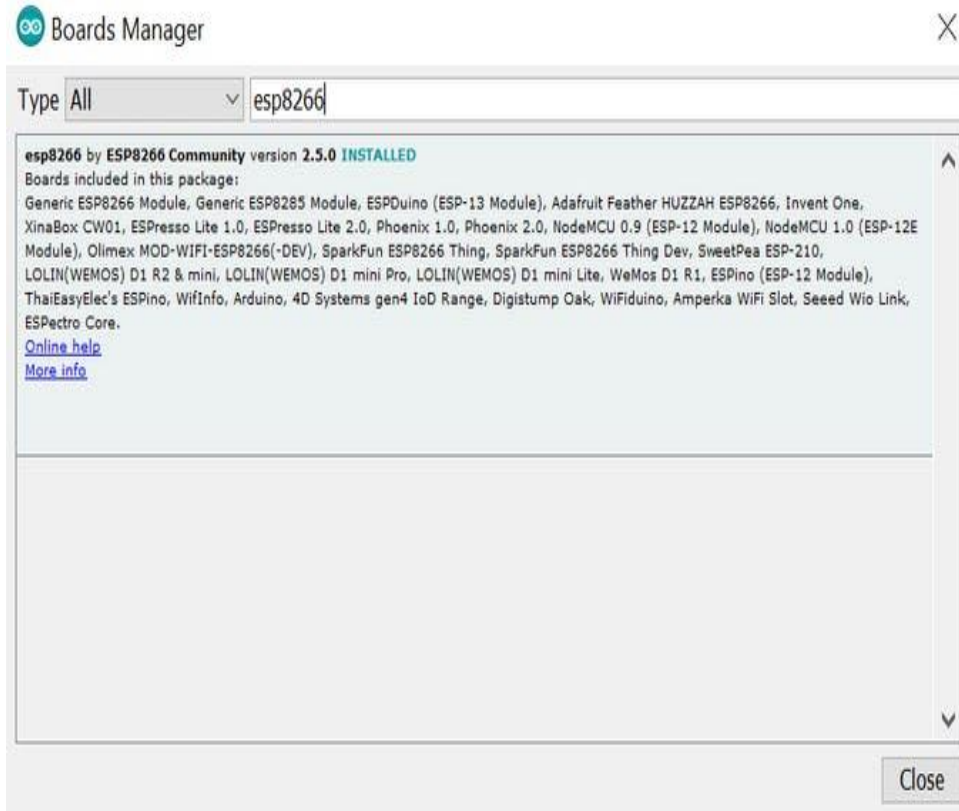 Boards Manager
Type All esp8266
esp8266 by ESP8266 Community version 2.5.0 INSTALLED
Boards included in this package:
Generic ESP8266 Module, Generic ESP8285 Module, ESPDuino (ESP-13 Module), Adafruit Feather HUZZAH ESP8266, Invent One,
XinaBox CW01, ESPresso Lite 1.0, ESPresso Lite 2.0, Phoenix 1.0, Phoenix 2.0, NodeMCU 0.9 (ESP-12 Module), NodeMCU 1.0 (ESP-12E
Module), Olimex MOD-WIFI-ESP8266(-DEV), SparkFun ESP8266 Thing, SparkFun ESP8266 Thing Dev, SweetPea ESP-210,
LOLIN(WEMOS) D1 R2 & mini, LOLIN(WEMOS) D1 mini Pro, LOLIN(WEMOS) D1 mini Lite, WeMos D1 R1, ESPino (ESP-12 Module),
ThaiEasyElec's ESPino, WifInfo, Arduino, 4D Systems gen4 IoD Range, Digistump Oak, WiFiduino, Amperka WiFi Slot, Seeed Wio Link,
ESPectro Core.
Online help
More info
Close